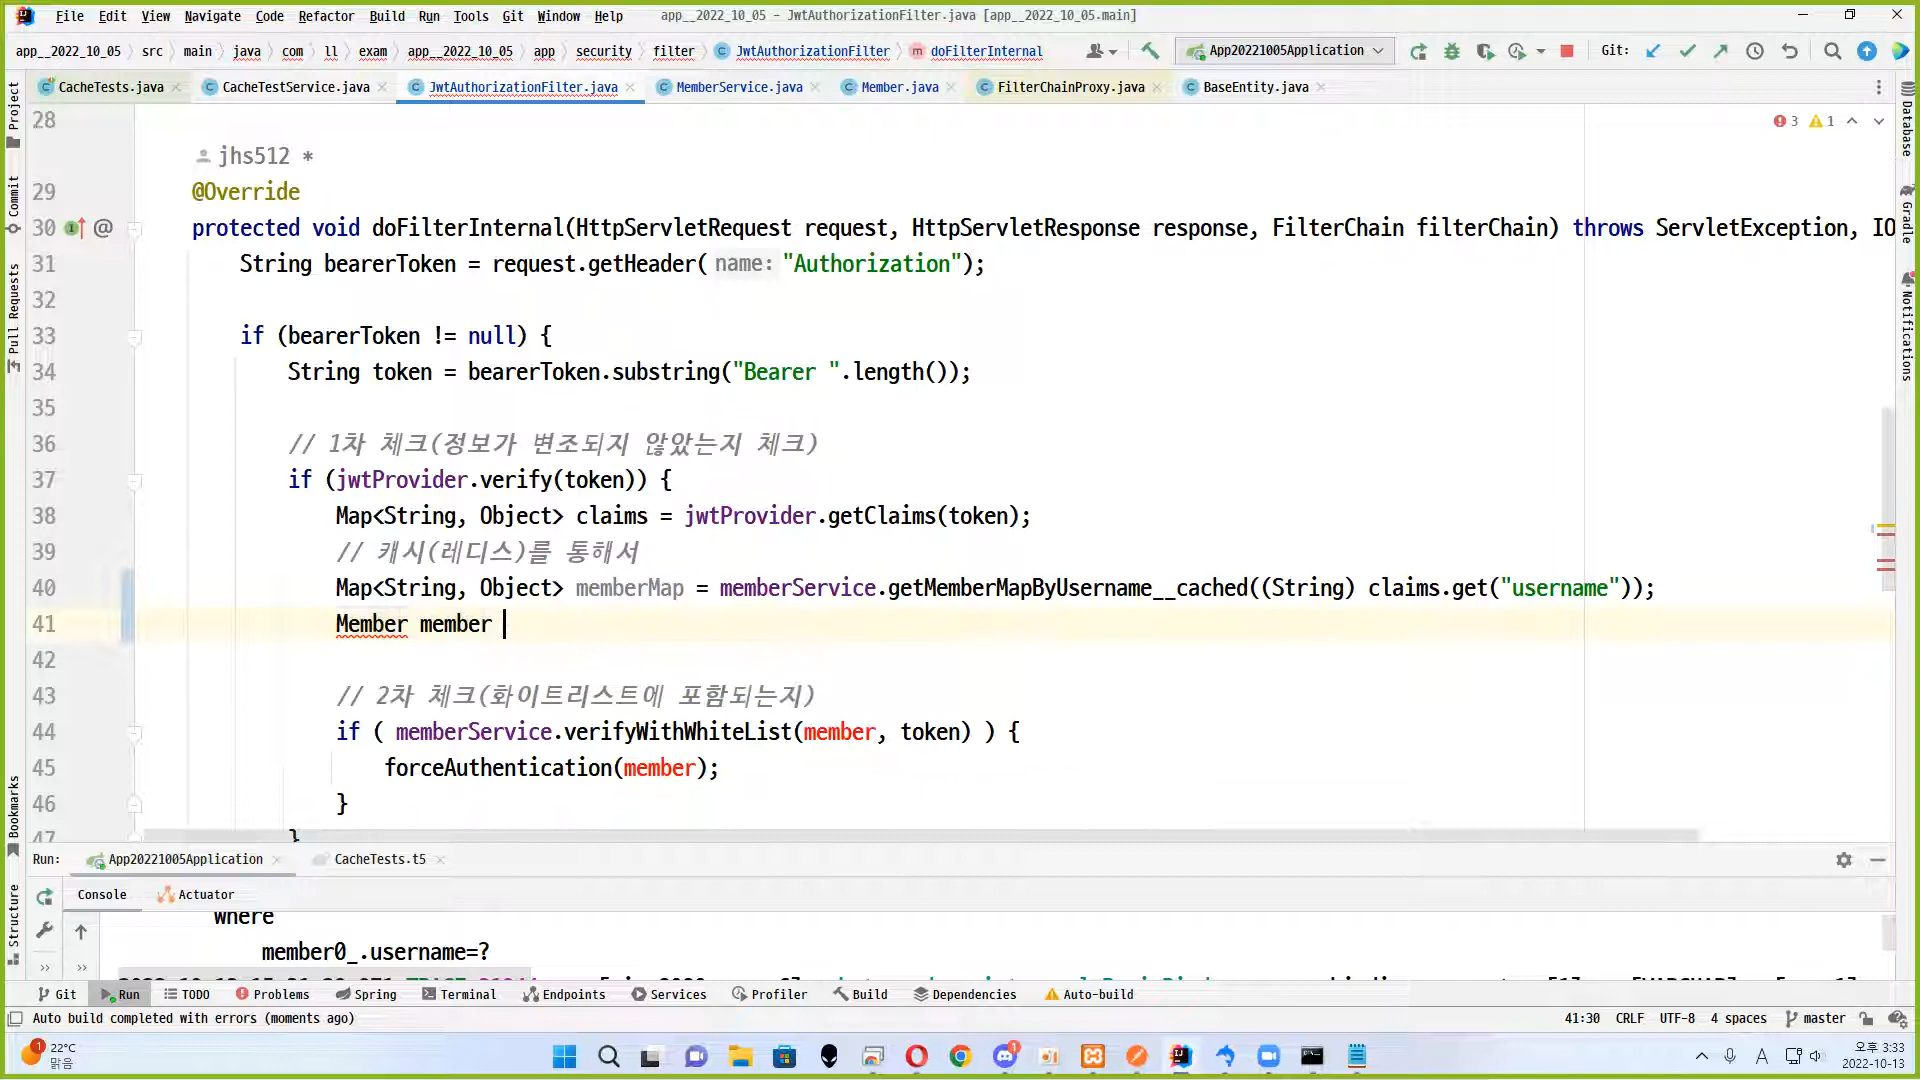 File Edit View Navigate Code Refactor Build Run Tools Git Window Help app__2022_10_05 - JwtAuthorizationFilter.java [app__2022_10_05.main]
app__2022_10_05 src main java com ll exam app__2022_10_05 app security filter JwtAuthorizationFilter doFilterInternal App20221005Application Git:
CacheTests.java CacheTestService.java JwtAuthorizationFilter.java MemberService.java Member.java FilterChainProxy.java BaseEntity.java
Project
Commit
Pull Requests
Bookmarks
Structure
Database
Gradle
Notifications
3 1
28
jhs512 *
29 @Override
30 protected void doFilterInternal(HttpServletRequest request, HttpServletResponse response, FilterChain filterChain) throws ServletException, IO
31 String bearerToken = request.getHeader( name: "Authorization");
32
33 if (bearerToken != null) {
34 String token = bearerToken.substring("Bearer ".length());
35
36 // 1차 체크(정보가 변조되지 않았는지 체크)
37 if (jwtProvider.verify(token)) {
38 Map<String, Object> claims = jwtProvider.getClaims(token);
39 // 캐시(레디스)를 통해서
40 Map<String, Object> memberMap = memberService.getMemberMapByUsername__cached((String) claims.get("username"));
41 Member member
42
43 // 2차 체크(화이트리스트에 포함되는지)
44 if ( memberService.verifyWithWhiteList(member, token) ) {
45 forceAuthentication(member);
46 }
47 }
Run: App20221005Application CacheTests.t5
Console Actuator
where
member0_.username=?
Git Run TODO Problems Spring Terminal Endpoints Services Profiler Build Dependencies Auto-build
Auto build completed with errors (moments ago) 41:30 CRLF UTF-8 4 spaces master
1 22°C
맑음
1
A
오후 3:33
2022-10-13